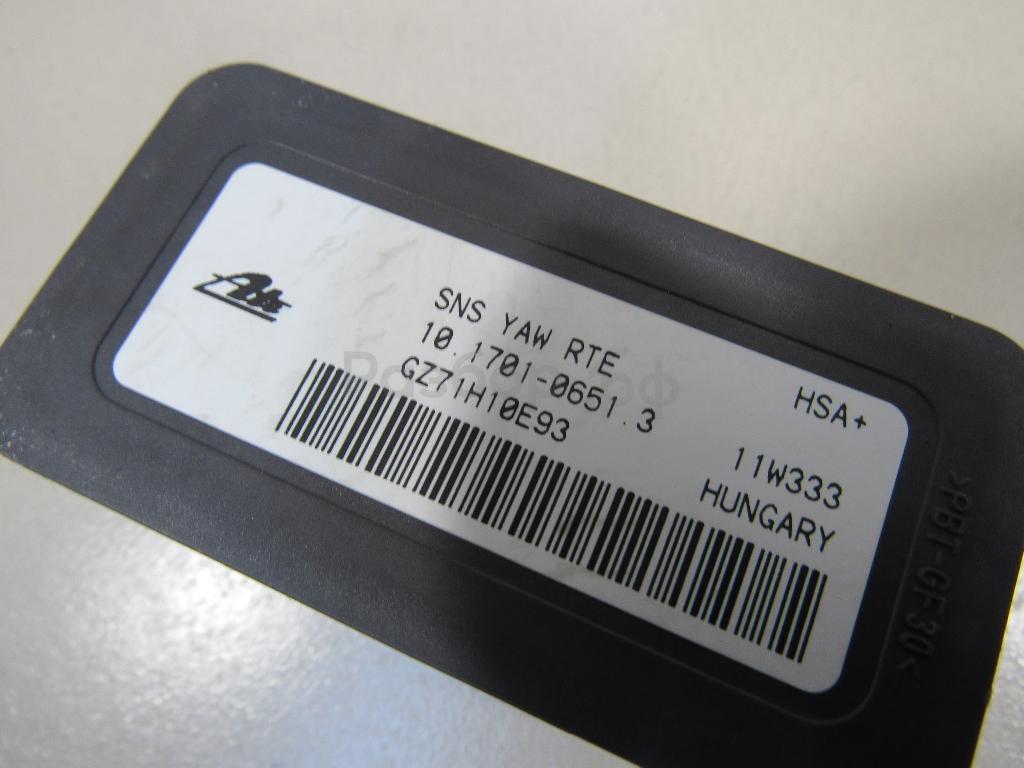 Ate
SNS YAW RTE
10.1701-0651.3
GZ71H10E93
HSA+
11W333
HUNGARY
>PBT-GF30<